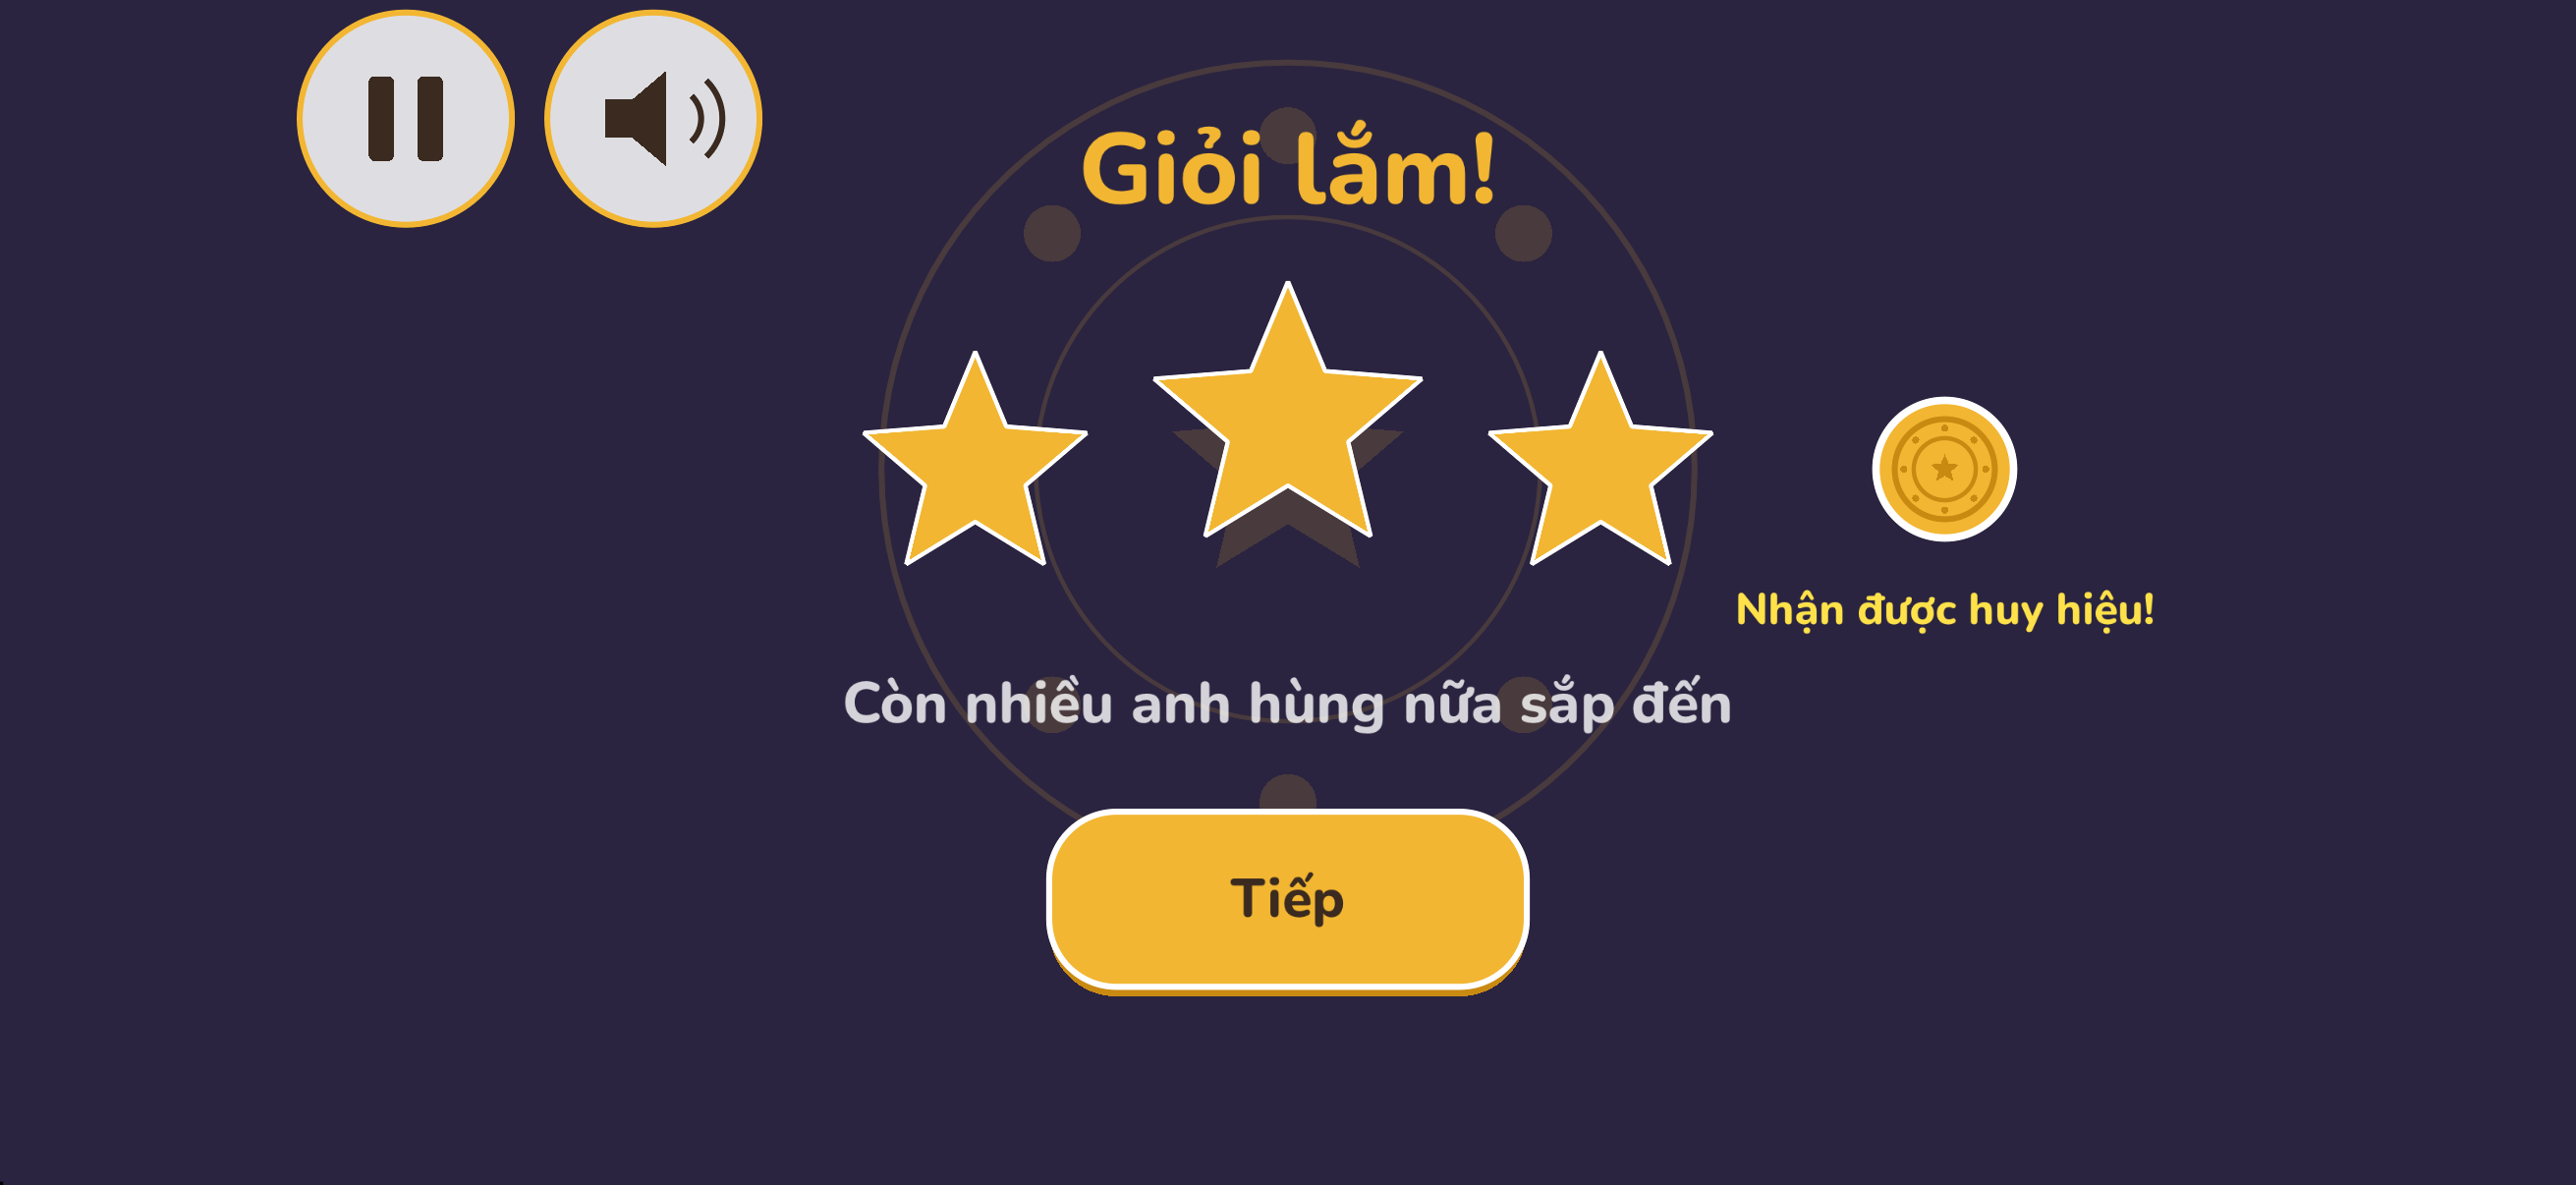 Giỏi lắm!
Nhận được huy hiệu!
Còn nhiều anh hùng nữa sắp đến
Tiếp